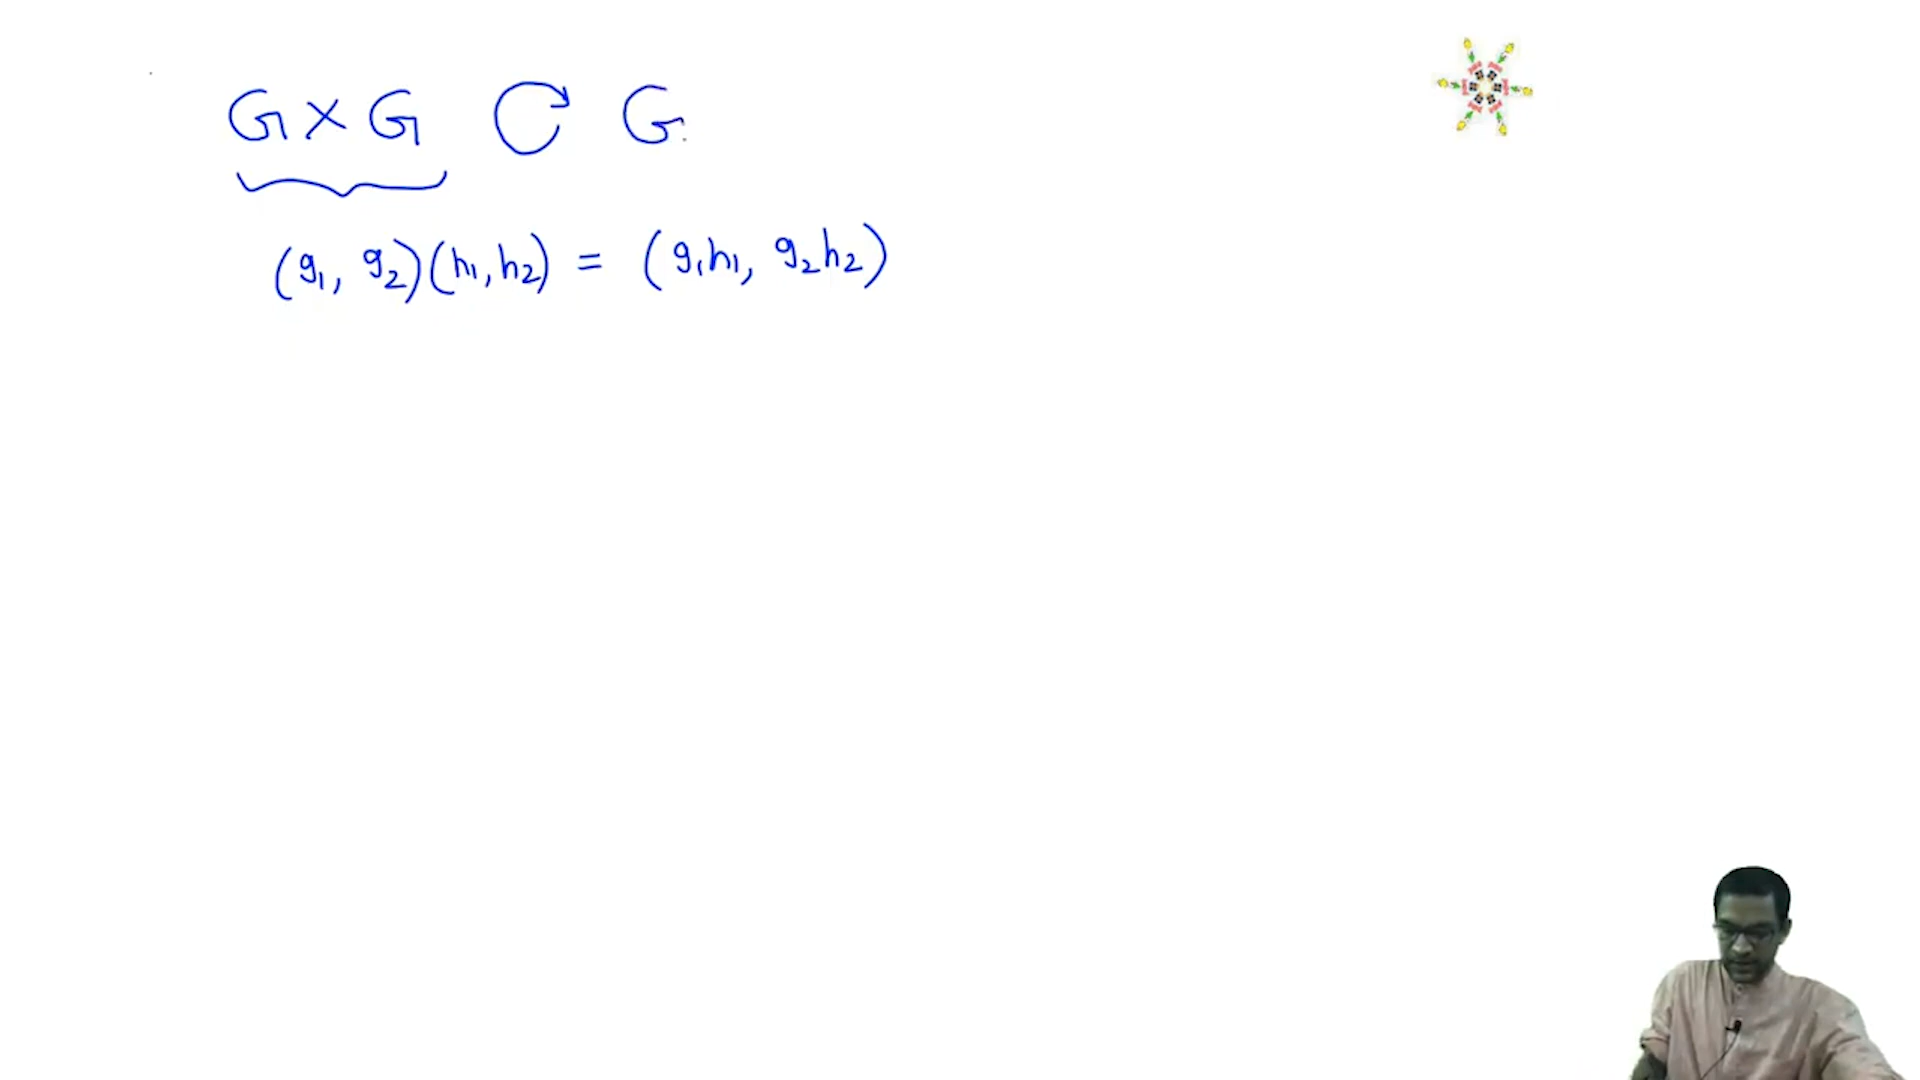 G × G ↻ G.
(g₁, g₂)(h₁, h₂) = (g₁h₁, g₂h₂)